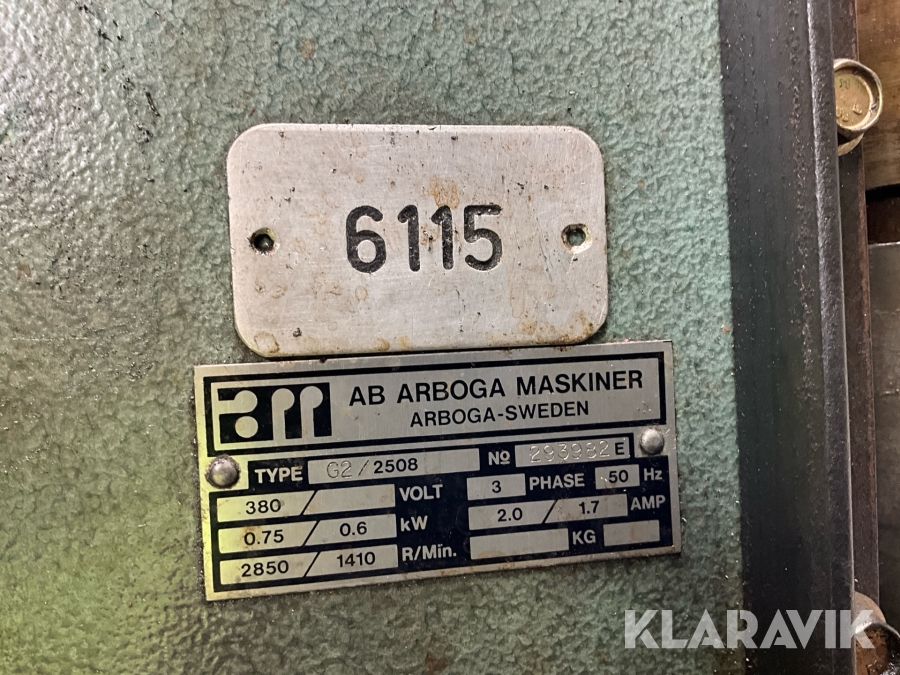 6115
am AB ARBOGA MASKINER
ARBOGA-SWEDEN
TYPE G2/2508 № 293982 E
380 / VOLT 3 PHASE 50 Hz
0.75 / 0.6 kW 2.0 / 1.7 AMP
2850 / 1410 R/Min. KG
KLARAVIK